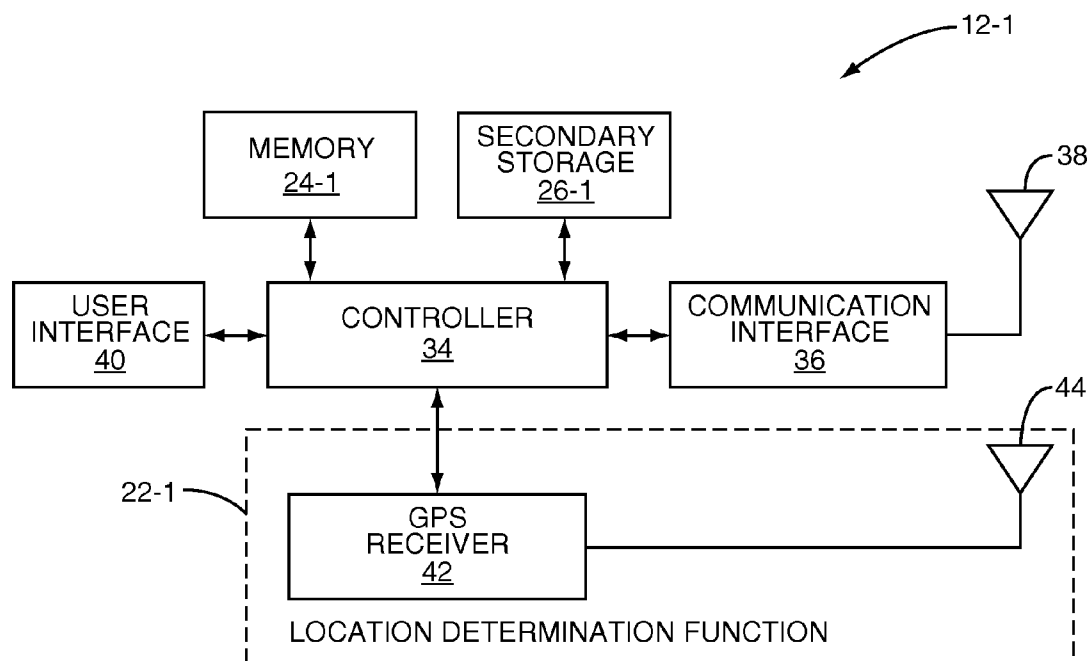 12-1
MEMORY
24-1
SECONDARY
STORAGE
26-1
38
USER
INTERFACE
40
CONTROLLER
34
COMMUNICATION
INTERFACE
36
44
22-1
GPS
RECEIVER
42
LOCATION DETERMINATION FUNCTION